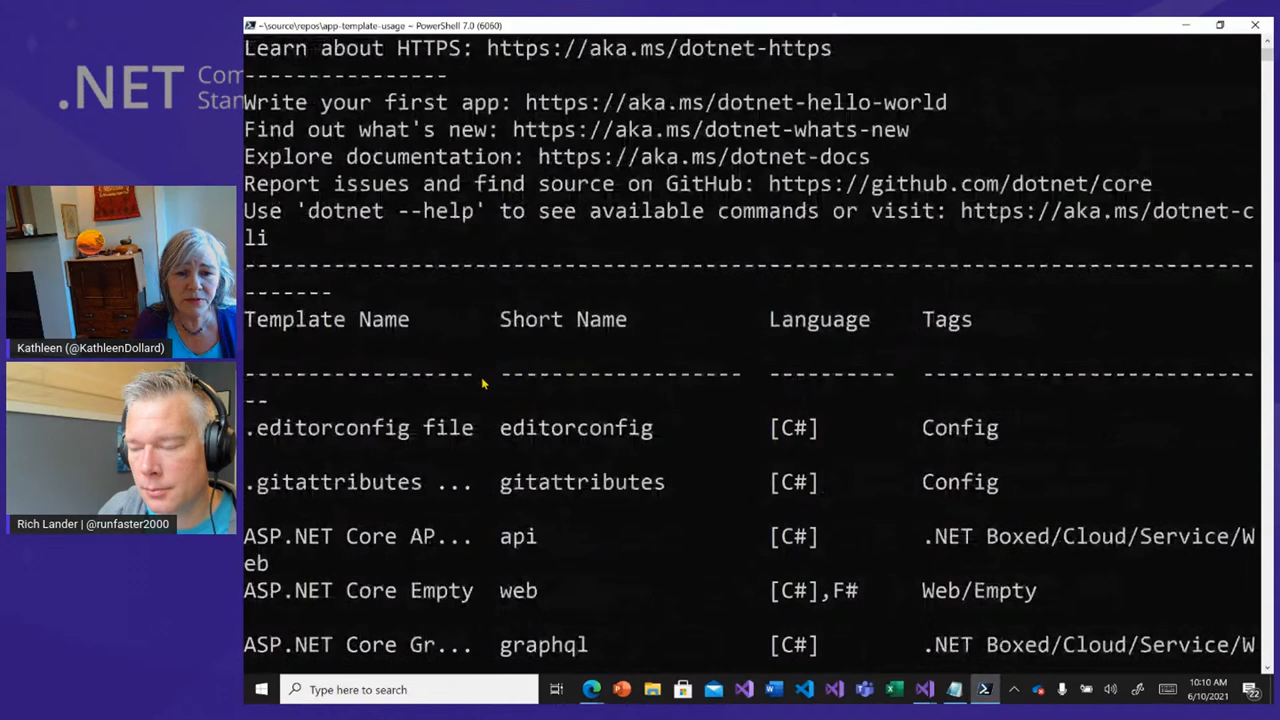 ~\source\repos\app-template-usage ~ PowerShell 7.0 (6060)
.NET
Com
Stan
Learn about HTTPS: https://aka.ms/dotnet-https
----------------
Write your first app: https://aka.ms/dotnet-hello-world
Find out what's new: https://aka.ms/dotnet-whats-new
Explore documentation: https://aka.ms/dotnet-docs
Report issues and find source on GitHub: https://github.com/dotnet/core
Use 'dotnet --help' to see available commands or visit: https://aka.ms/dotnet-c
li
--------------------------------------------------------------------------------
-------
Template Name Short Name Language Tags
------------------ ------------------- ---------- --------------------------
--
.editorconfig file editorconfig [C#] Config
.gitattributes ... gitattributes [C#] Config
ASP.NET Core AP... api [C#] .NET Boxed/Cloud/Service/W
eb
ASP.NET Core Empty web [C#],F# Web/Empty
ASP.NET Core Gr... graphql [C#] .NET Boxed/Cloud/Service/W
Kathleen (@KathleenDollard)
Rich Lander | @runfaster2000
Type here to search
10:10 AM
6/10/2021
22